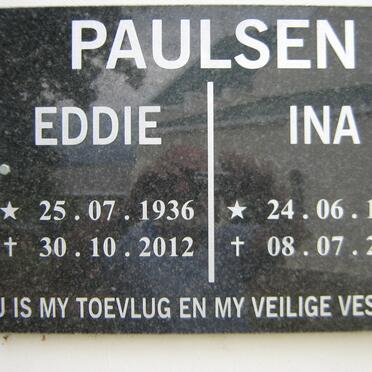 PAULSEN
EDDIE INA
★ 25.07.1936 ★ 24.06.1
✝ 30.10.2012 ✝ 08.07.2
U IS MY TOEVLUG EN MY VEILIGE VES